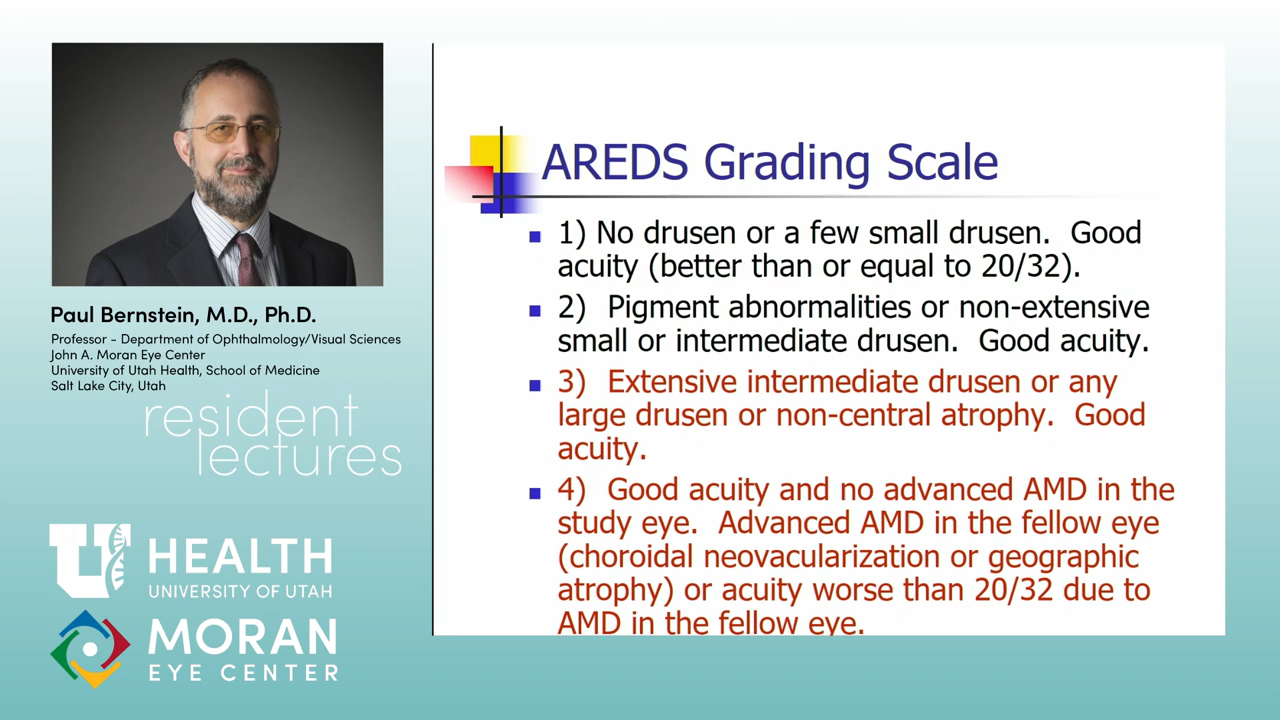 Paul Bernstein, M.D., Ph.D.
Professor - Department of Ophthalmology/Visual Sciences
John A. Moran Eye Center
University of Utah Health, School of Medicine
Salt Lake City, Utah
resident
lectures
U HEALTH
UNIVERSITY OF UTAH
MORAN
EYE CENTER
AREDS Grading Scale
1) No drusen or a few small drusen. Good
acuity (better than or equal to 20/32).
2) Pigment abnormalities or non-extensive
small or intermediate drusen. Good acuity.
3) Extensive intermediate drusen or any
large drusen or non-central atrophy. Good
acuity.
4) Good acuity and no advanced AMD in the
study eye. Advanced AMD in the fellow eye
(choroidal neovacularization or geographic
atrophy) or acuity worse than 20/32 due to
AMD in the fellow eye.